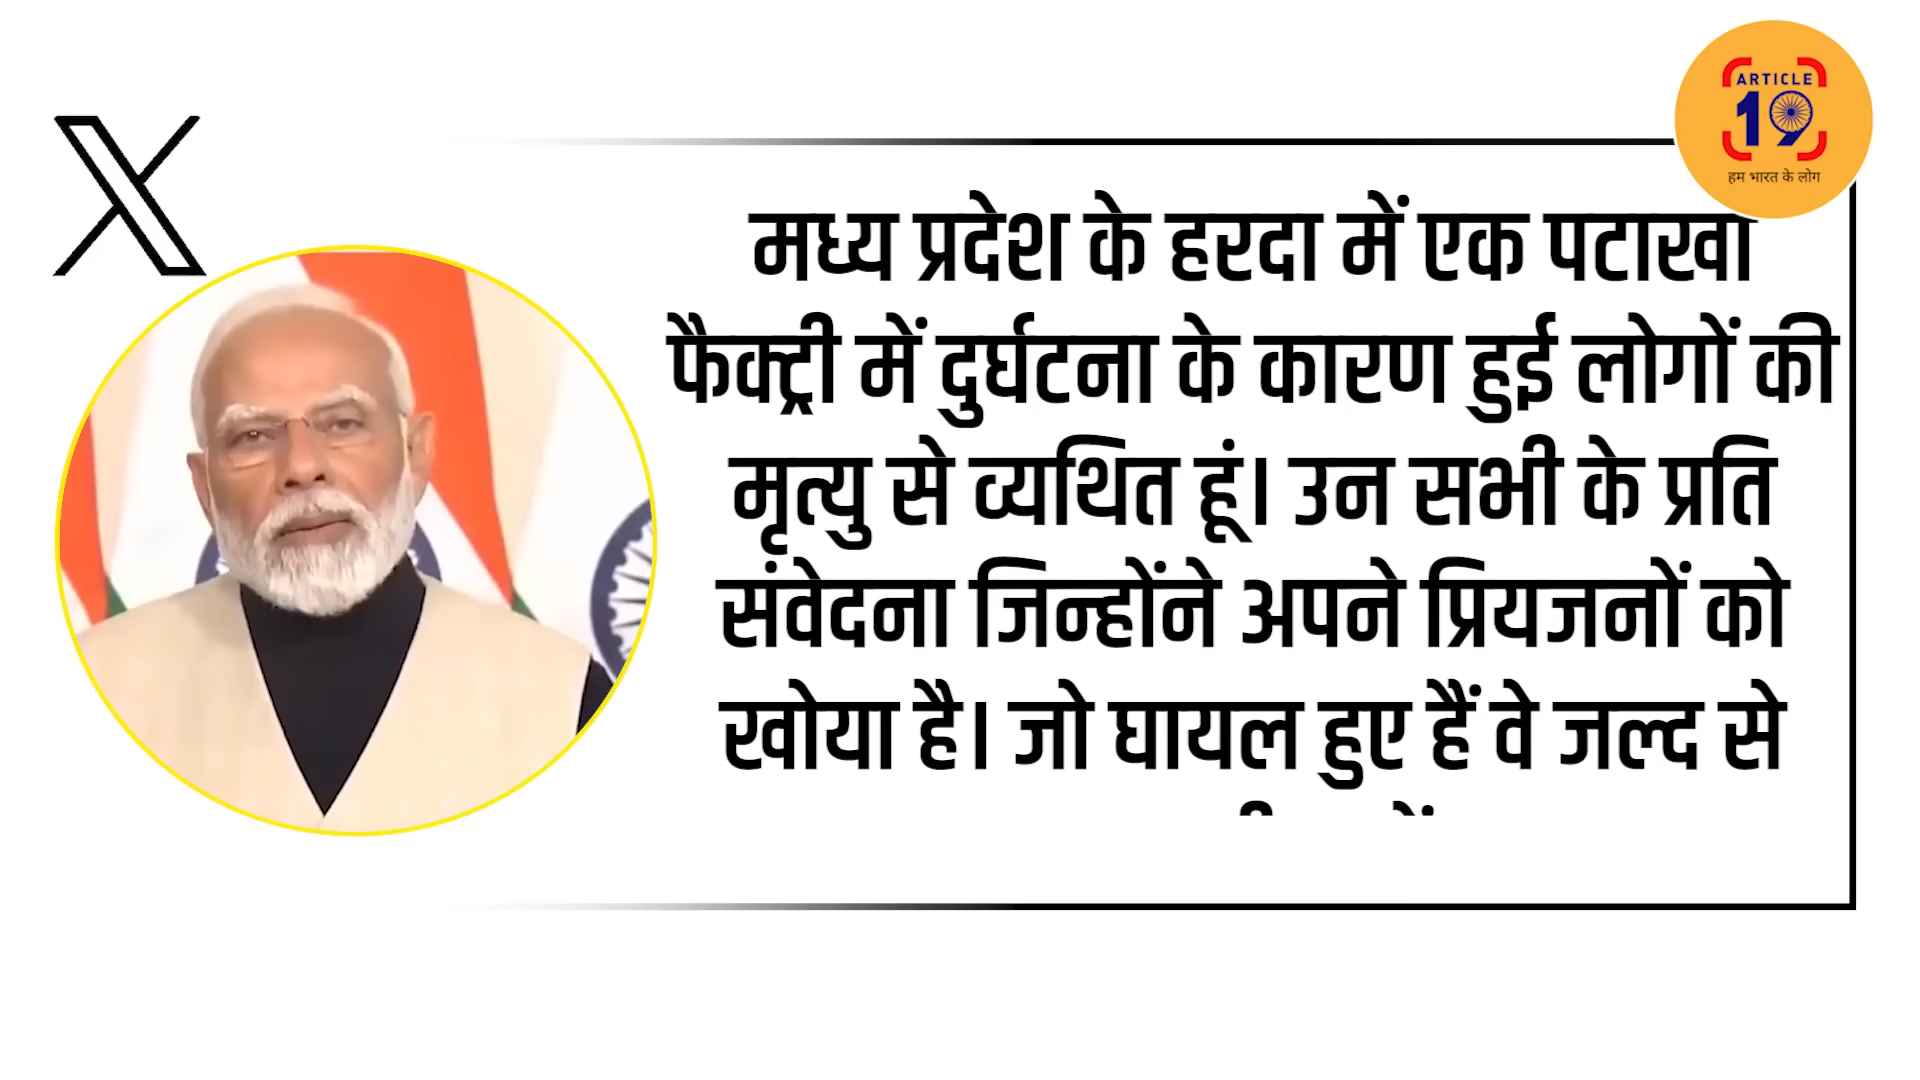 ARTICLE
19
हम भारत के लोग
मध्य प्रदेश के हरदा में एक पटाखा
फैक्ट्री में दुर्घटना के कारण हुई लोगों की
मृत्यु से व्यथित हूं। उन सभी के प्रति
संवेदना जिन्होंने अपने प्रियजनों को
खोया है। जो घायल हुए हैं वे जल्द से